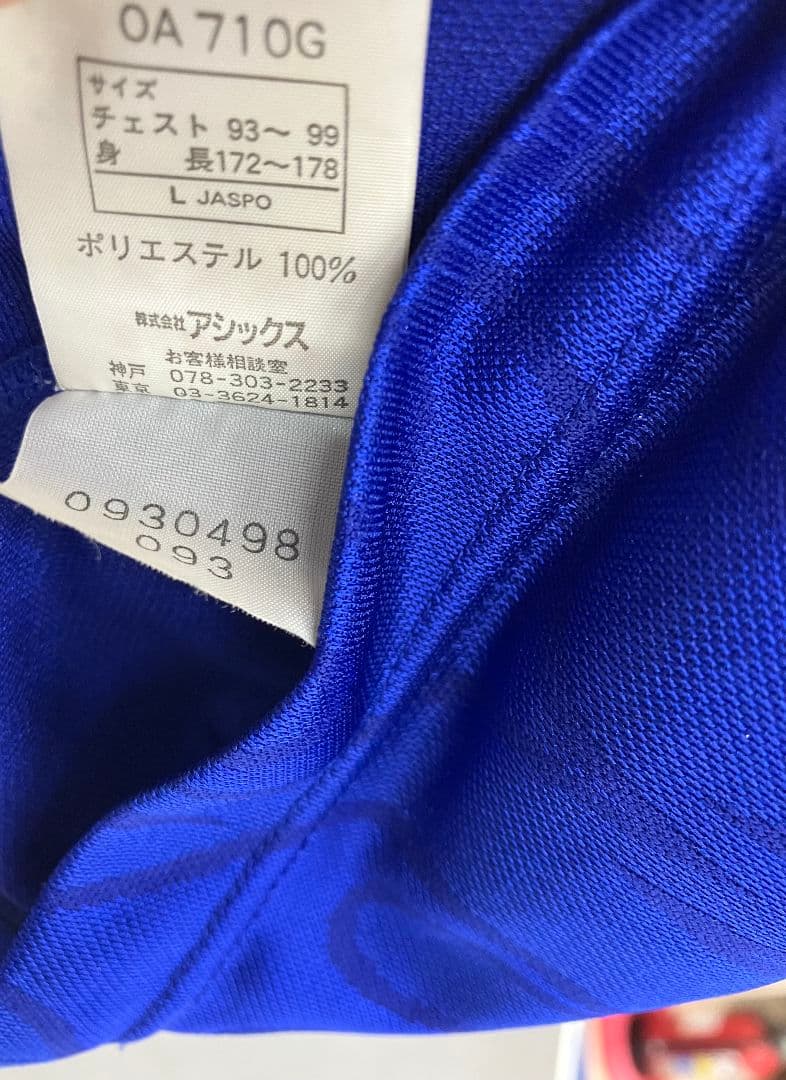 OA 710G
サイズ
チェスト 93～ 99
身 長172～178
L JASPO
ポリエステル 100%
株式会社アシックス
お客様相談室
神戸 078-303-2233
東京 03-3624-1814
0930498
093